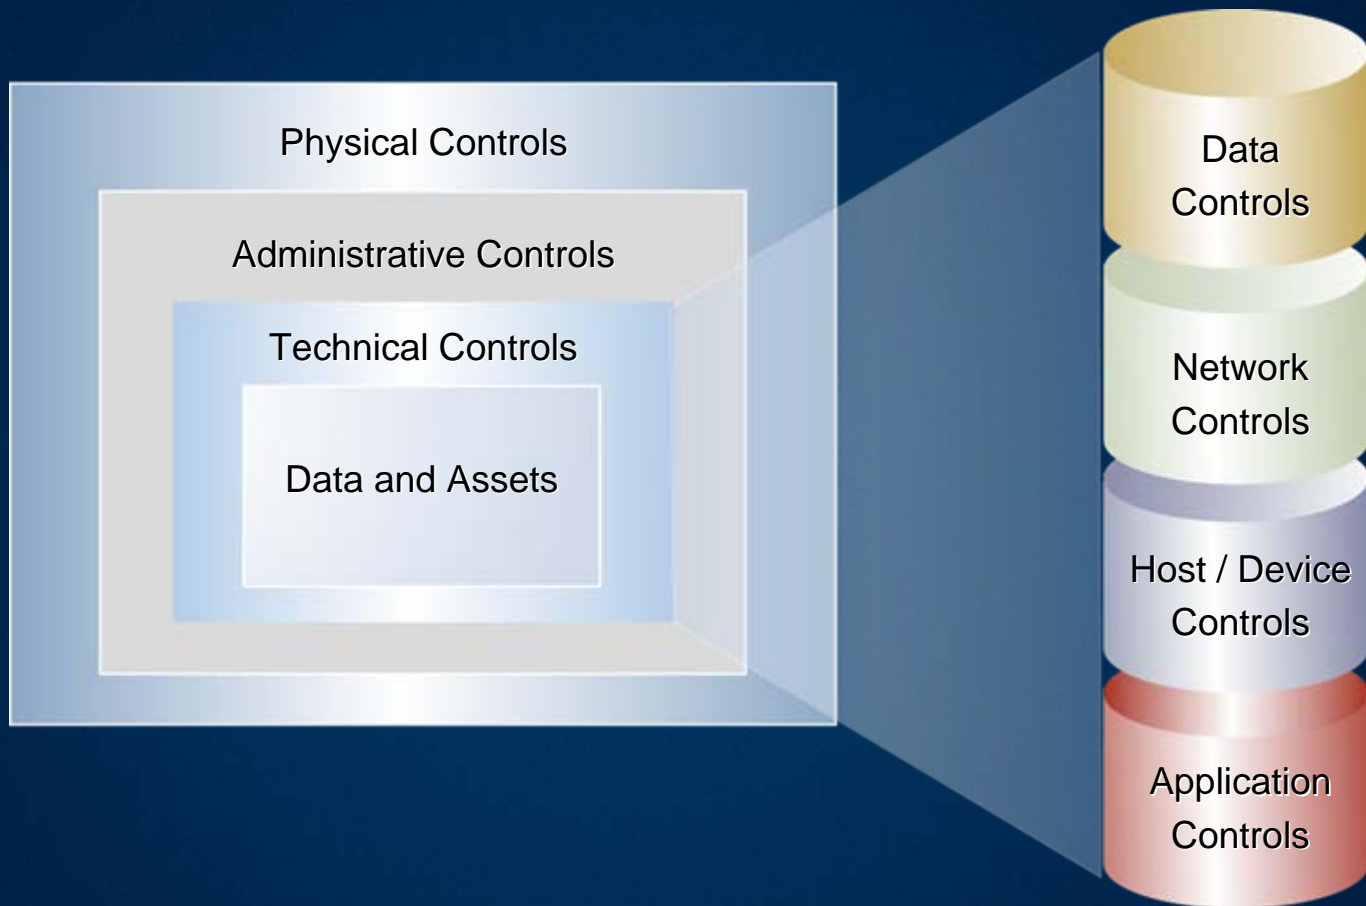 Physical Controls
Administrative Controls
Technical Controls
Data and Assets
Data
Controls
Network
Controls
Host / Device
Controls
Application
Controls